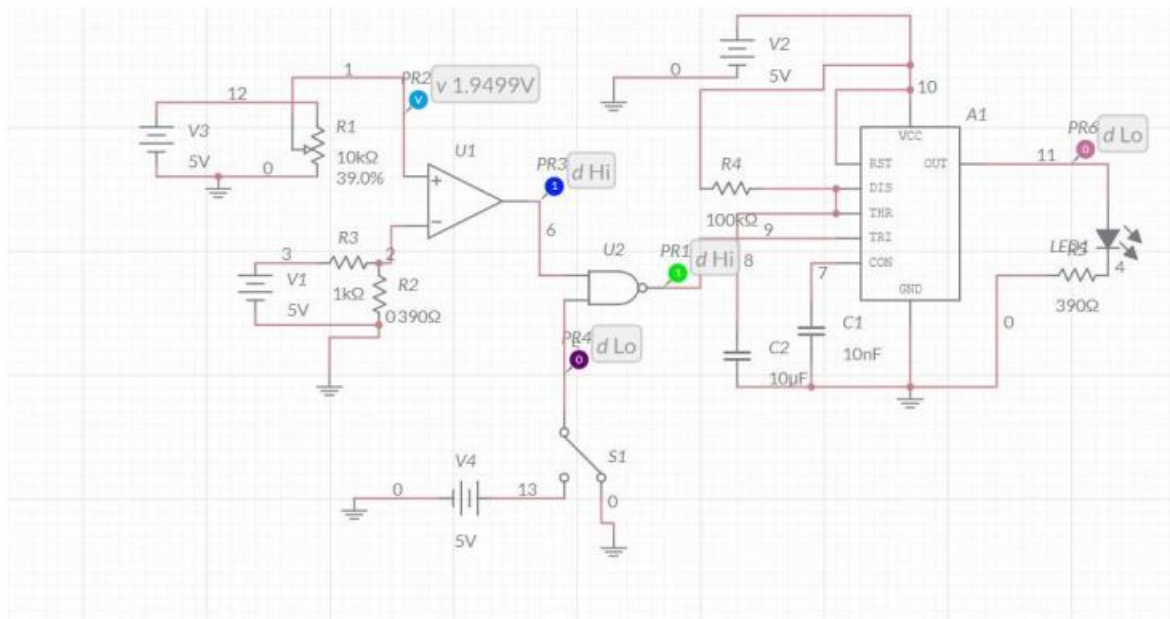 V2
5V
0
10
A1
VCC
RST
OUT
DIS
THR
TRI
CON
GND
1
PR2
v 1.9499V
12
V3
5V
R1
10kΩ
39.0%
0
U1
PR3
d Hi
6
R3
1kΩ
3
2
V1
5V
R2
390Ω
0
U2
PR1
d Hi
8
PR4
d Lo
R4
100kΩ
9
7
C1
10nF
C2
10μF
11
PR6
d Lo
LED1
R5
4
390Ω
0
V4
0
13
5V
S1
0